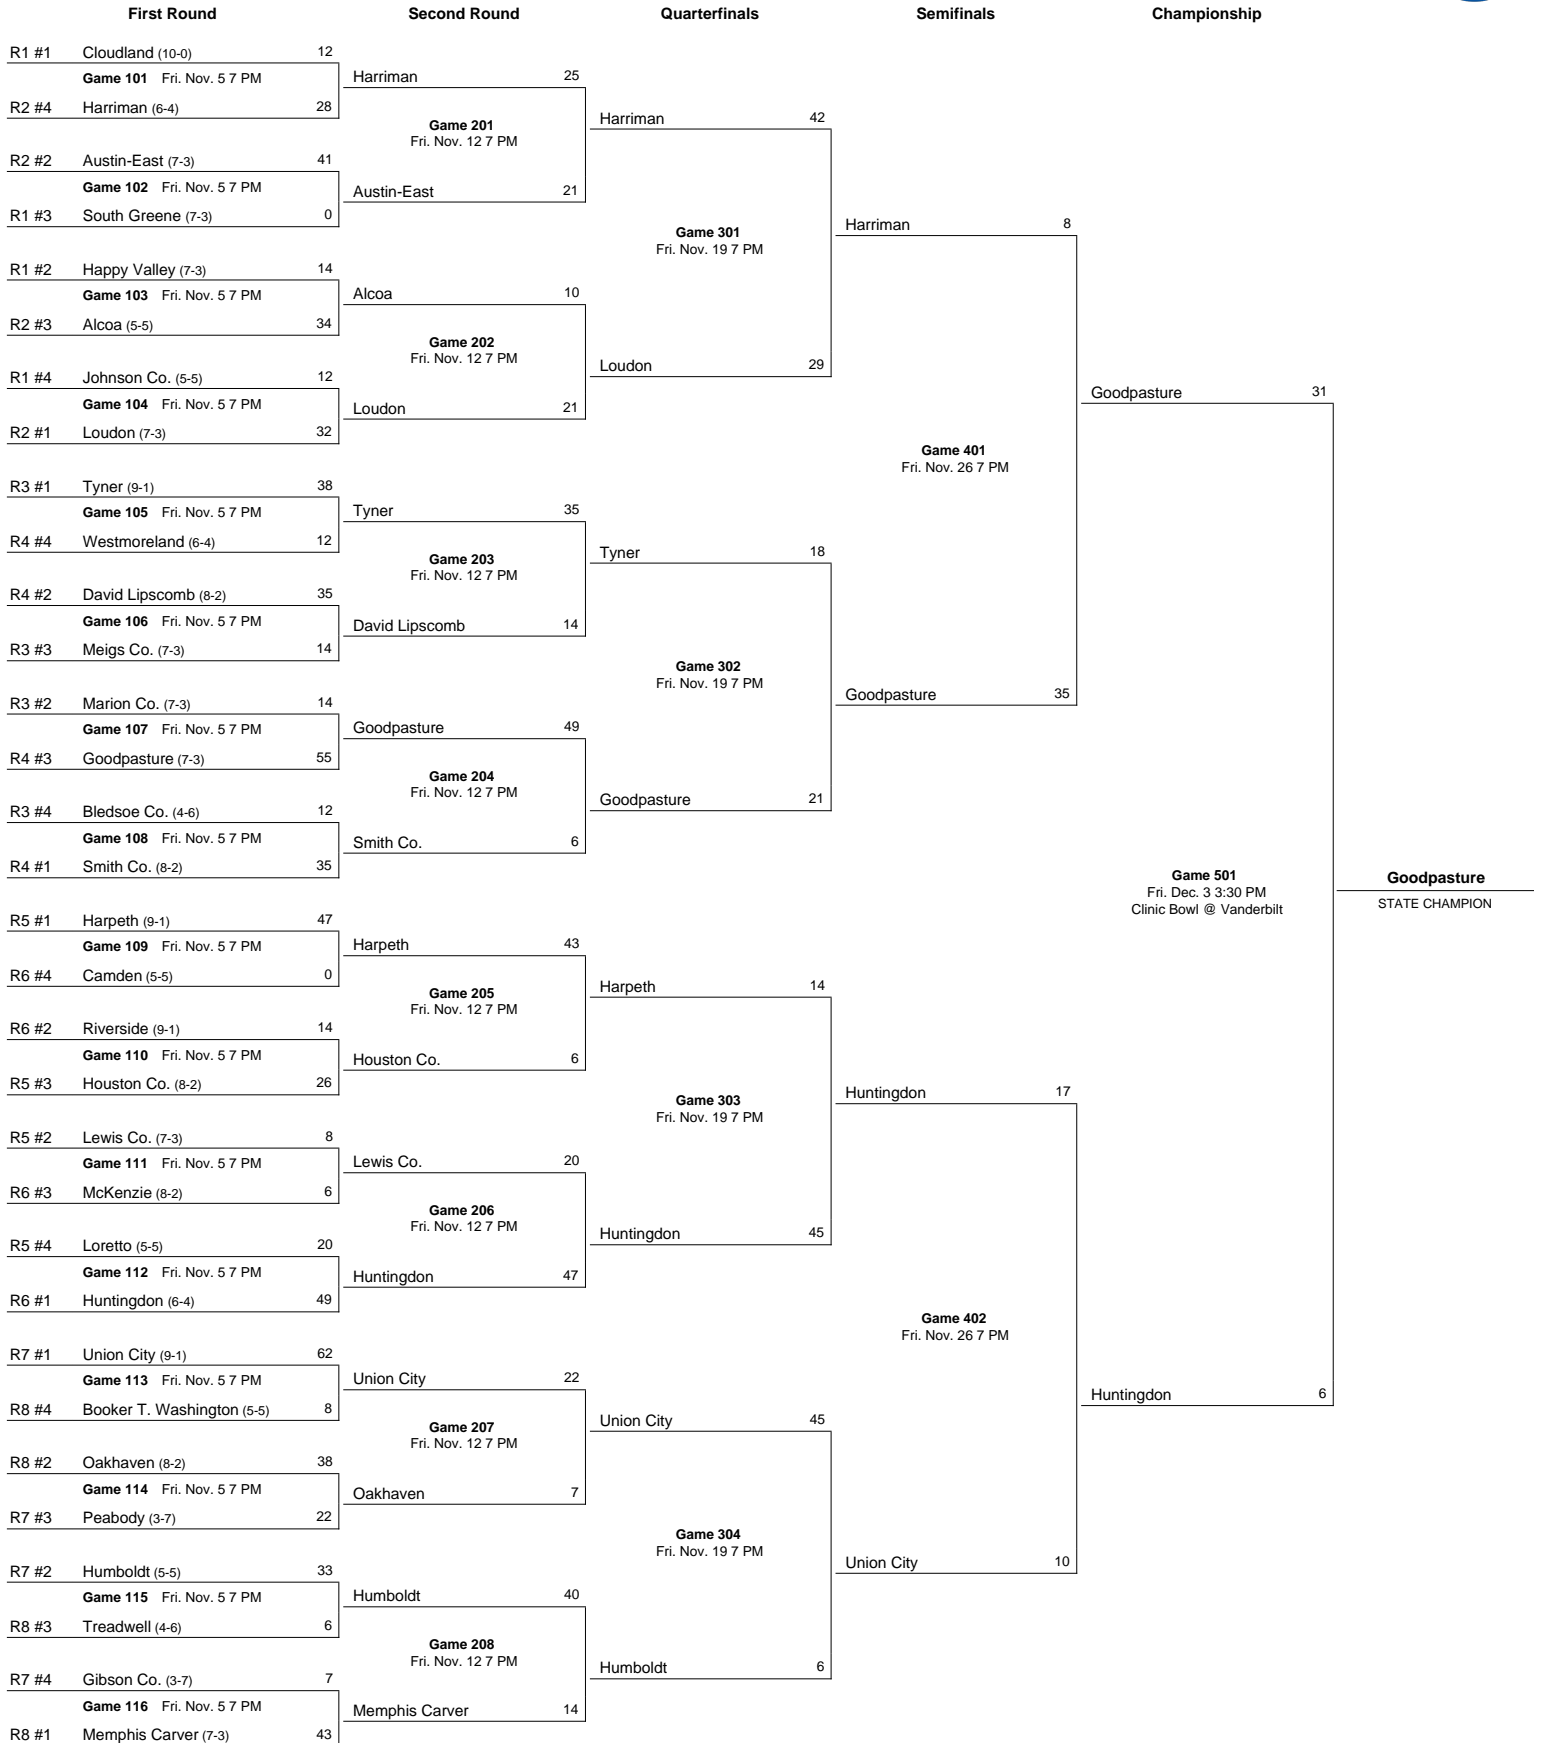 First Round Second Round Quarterfinals Semifinals Championship
R1 #1 Cloudland (10-0) 12
Game 101 Fri. Nov. 5 7 PM
R2 #4 Harriman (6-4) 28
R2 #2 Austin-East (7-3) 41
Game 102 Fri. Nov. 5 7 PM
R1 #3 South Greene (7-3) 0
R1 #2 Happy Valley (7-3) 14
Game 103 Fri. Nov. 5 7 PM
R2 #3 Alcoa (5-5) 34
R1 #4 Johnson Co. (5-5) 12
Game 104 Fri. Nov. 5 7 PM
R2 #1 Loudon (7-3) 32
R3 #1 Tyner (9-1) 38
Game 105 Fri. Nov. 5 7 PM
R4 #4 Westmoreland (6-4) 12
R4 #2 David Lipscomb (8-2) 35
Game 106 Fri. Nov. 5 7 PM
R3 #3 Meigs Co. (7-3) 14
R3 #2 Marion Co. (7-3) 14
Game 107 Fri. Nov. 5 7 PM
R4 #3 Goodpasture (7-3) 55
R3 #4 Bledsoe Co. (4-6) 12
Game 108 Fri. Nov. 5 7 PM
R4 #1 Smith Co. (8-2) 35
R5 #1 Harpeth (9-1) 47
Game 109 Fri. Nov. 5 7 PM
R6 #4 Camden (5-5) 0
R6 #2 Riverside (9-1) 14
Game 110 Fri. Nov. 5 7 PM
R5 #3 Houston Co. (8-2) 26
R5 #2 Lewis Co. (7-3) 8
Game 111 Fri. Nov. 5 7 PM
R6 #3 McKenzie (8-2) 6
R5 #4 Loretto (5-5) 20
Game 112 Fri. Nov. 5 7 PM
R6 #1 Huntingdon (6-4) 49
R7 #1 Union City (9-1) 62
Game 113 Fri. Nov. 5 7 PM
R8 #4 Booker T. Washington (5-5) 8
R8 #2 Oakhaven (8-2) 38
Game 114 Fri. Nov. 5 7 PM
R7 #3 Peabody (3-7) 22
R7 #2 Humboldt (5-5) 33
Game 115 Fri. Nov. 5 7 PM
R8 #3 Treadwell (4-6) 6
R7 #4 Gibson Co. (3-7) 7
Game 116 Fri. Nov. 5 7 PM
R8 #1 Memphis Carver (7-3) 43
Harriman 25
Game 201
Fri. Nov. 12 7 PM
Austin-East 21
Alcoa 10
Game 202
Fri. Nov. 12 7 PM
Loudon 21
Tyner 35
Game 203
Fri. Nov. 12 7 PM
David Lipscomb 14
Goodpasture 49
Game 204
Fri. Nov. 12 7 PM
Smith Co. 6
Harpeth 43
Game 205
Fri. Nov. 12 7 PM
Houston Co. 6
Lewis Co. 20
Game 206
Fri. Nov. 12 7 PM
Huntingdon 47
Union City 22
Game 207
Fri. Nov. 12 7 PM
Oakhaven 7
Humboldt 40
Game 208
Fri. Nov. 12 7 PM
Memphis Carver 14
Harriman 42
Game 301
Fri. Nov. 19 7 PM
Loudon 29
Tyner 18
Game 302
Fri. Nov. 19 7 PM
Goodpasture 21
Harpeth 14
Game 303
Fri. Nov. 19 7 PM
Huntingdon 45
Union City 45
Game 304
Fri. Nov. 19 7 PM
Humboldt 6
Harriman 8
Game 401
Fri. Nov. 26 7 PM
Goodpasture 35
Huntingdon 17
Game 402
Fri. Nov. 26 7 PM
Union City 10
Goodpasture 31
Game 501
Fri. Dec. 3 3:30 PM
Clinic Bowl @ Vanderbilt
Huntingdon 6
Goodpasture
STATE CHAMPION